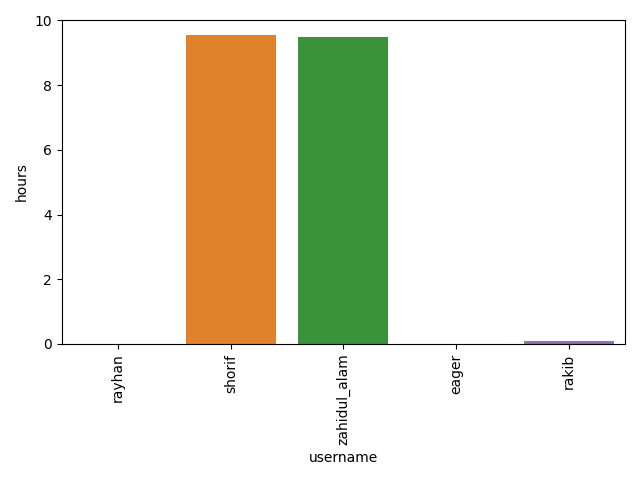 10
8
6
4
2
0
hours
rayhan
shorif
zahidul_alam
eager
rakib
username